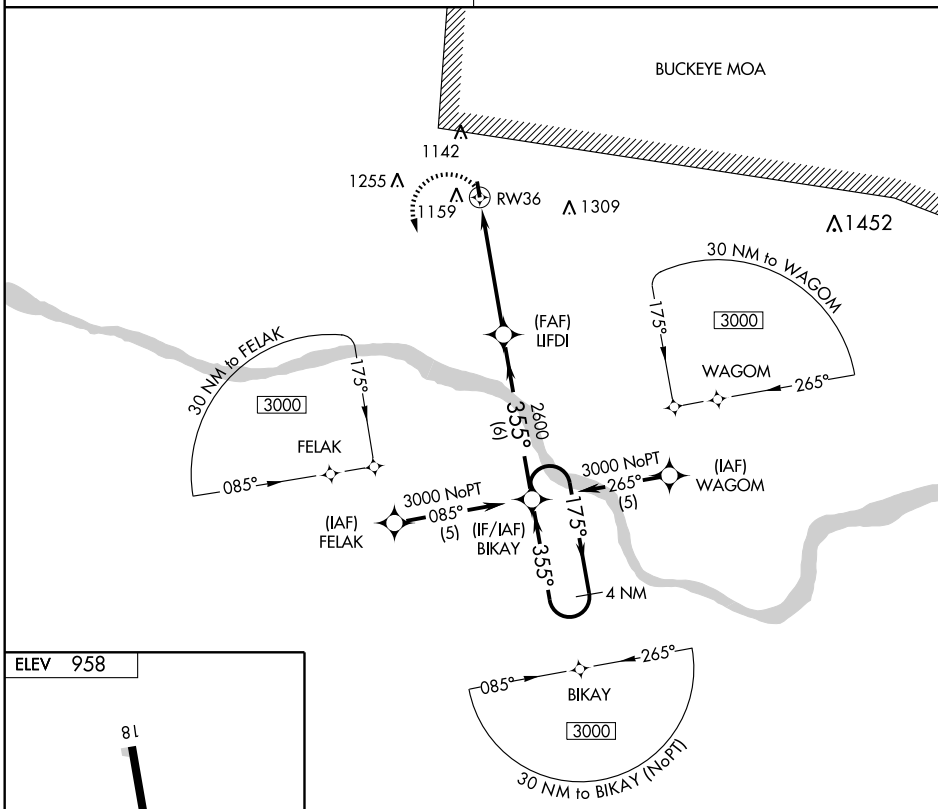 BUCKEYE MOA
1142
1255
1159
RW36
1309
1452
30 NM to WAGOM
175°
3000
WAGOM
265°
(FAF)
LIFDI
30 NM to FELAK
175°
3000
FELAK
085°
355°
(6)
2600
3000 NoPT
265°
(5)
(IAF)
WAGOM
3000 NoPT
085°
(5)
(IAF)
FELAK
(IF/IAF)
BIKAY
175°
355°
4 NM
085°
265°
BIKAY
3000
30 NM to BIKAY (NoPT)
ELEV 958
18